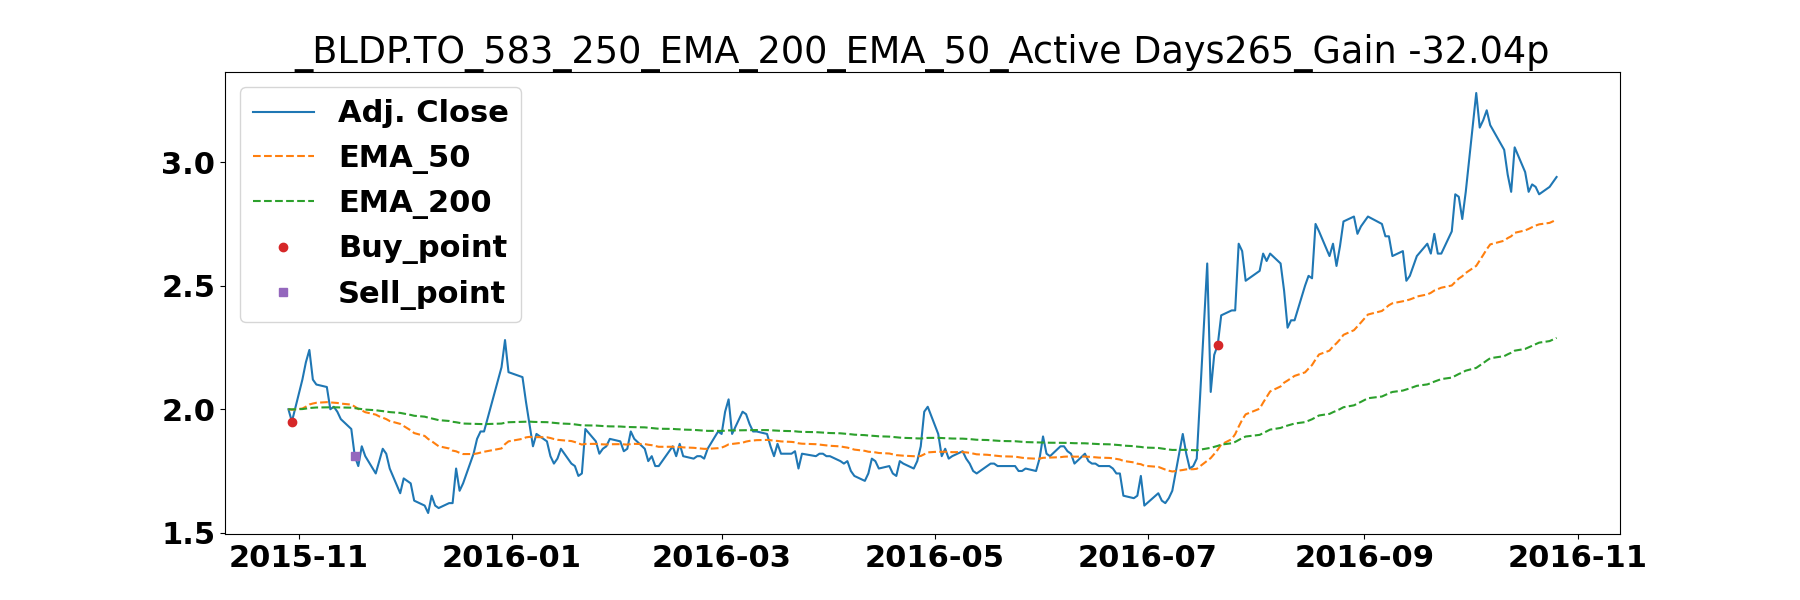 _BLDP.TO_583_250_EMA_200_EMA_50_Active Days265_Gain -32.04p
Adj. Close
EMA_50
EMA_200
Buy_point
Sell_point
3.0
2.5
2.0
1.5
2015-11 2016-01 2016-03 2016-05 2016-07 2016-09 2016-11